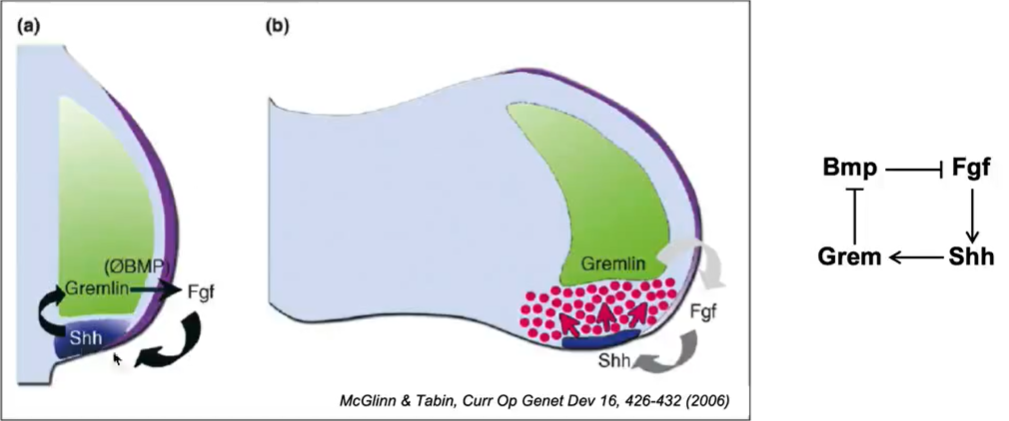 (a)
(b)
(ØBMP)
Gremlin
Fgf
Shh
Gremlin
Fgf
Shh
McGlinn & Tabin, Curr Op Genet Dev 16, 426-432 (2006)
Bmp Fgf
Grem Shh